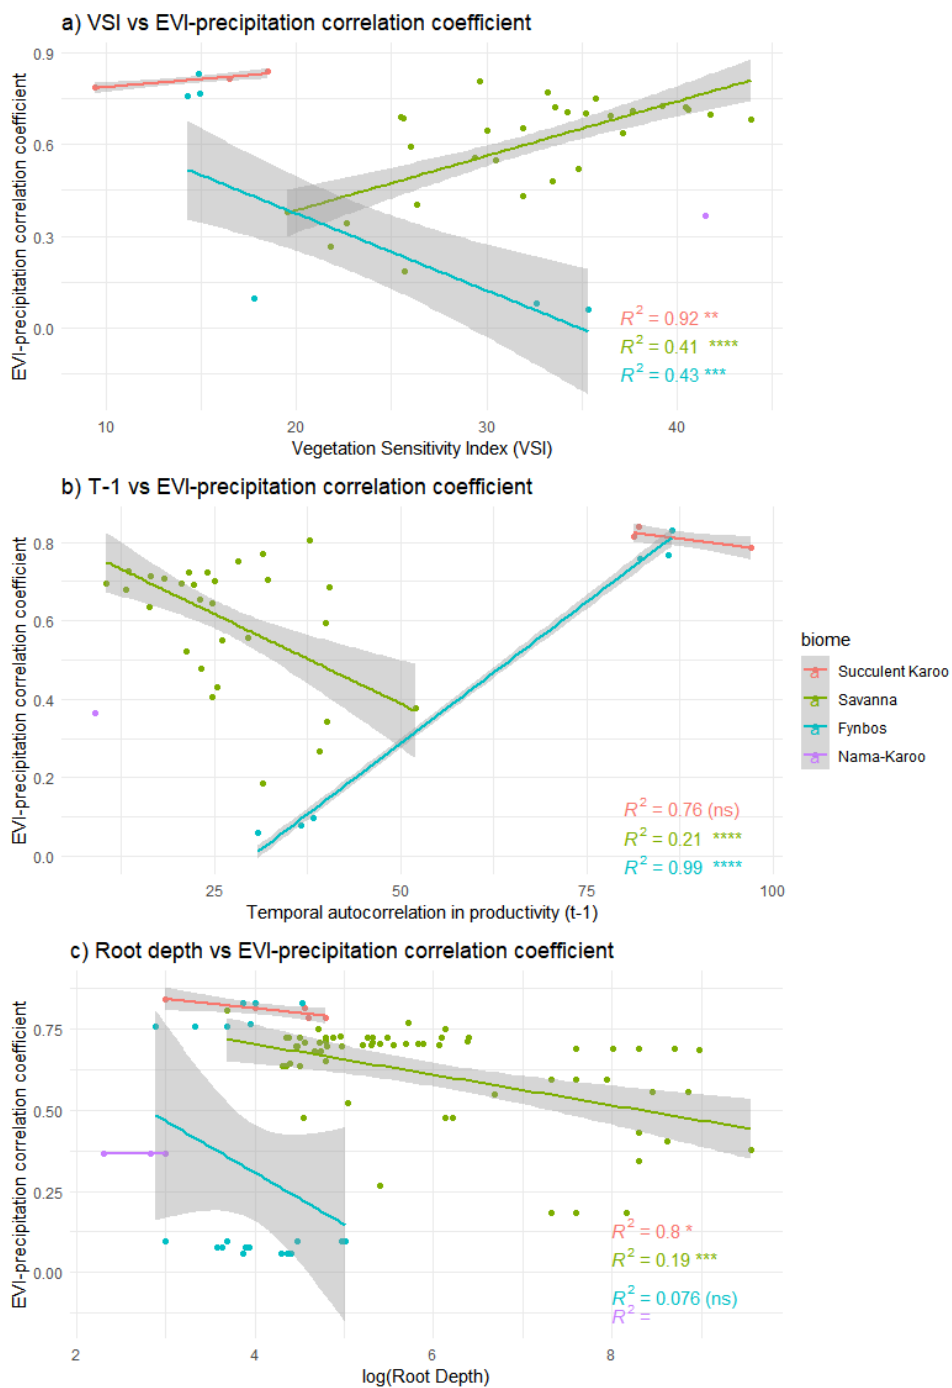 a) VSI vs EVI-precipitation correlation coefficient
EVI-precipitation correlation coefficient
0.9
0.6
0.3
0.0
R² = 0.92 **
R² = 0.41 ****
R² = 0.43 ***
10 20 30 40
Vegetation Sensitivity Index (VSI)
b) T-1 vs EVI-precipitation correlation coefficient
EVI-precipitation correlation coefficient
0.8
0.6
0.4
0.2
0.0
R² = 0.76 (ns)
R² = 0.21 ****
R² = 0.99 ****
25 50 75 100
Temporal autocorrelation in productivity (t-1)
biome
a Succulent Karoo
a Savanna
a Fynbos
a Nama-Karoo
c) Root depth vs EVI-precipitation correlation coefficient
EVI-precipitation correlation coefficient
0.75
0.50
0.25
0.00
R² = 0.8 *
R² = 0.19 ***
R² = 0.076 (ns)
R² =
2 4 6 8
log(Root Depth)